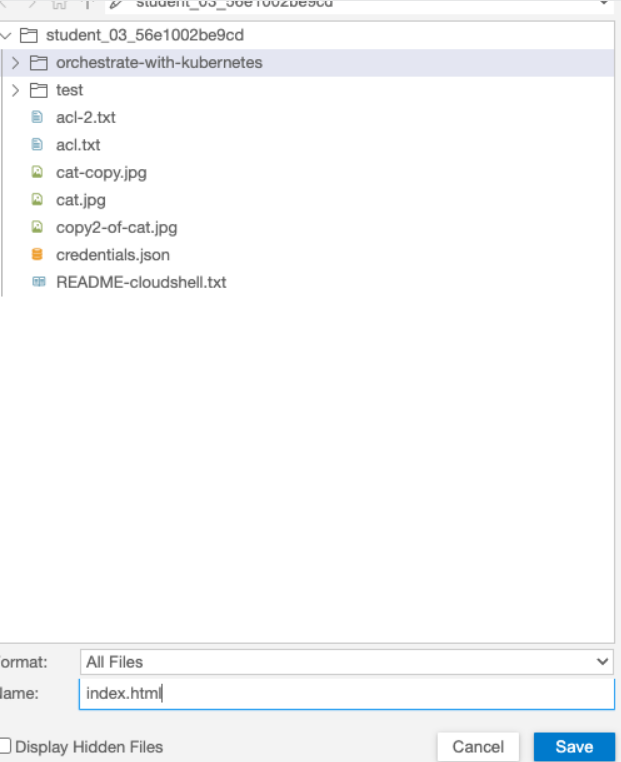 student_03_56e1002be9cd
student_03_56e1002be9cd
orchestrate-with-kubernetes
test
acl-2.txt
acl.txt
cat-copy.jpg
cat.jpg
copy2-of-cat.jpg
credentials.json
README-cloudshell.txt
ormat: All Files
lame: index.html
Display Hidden Files Cancel Save